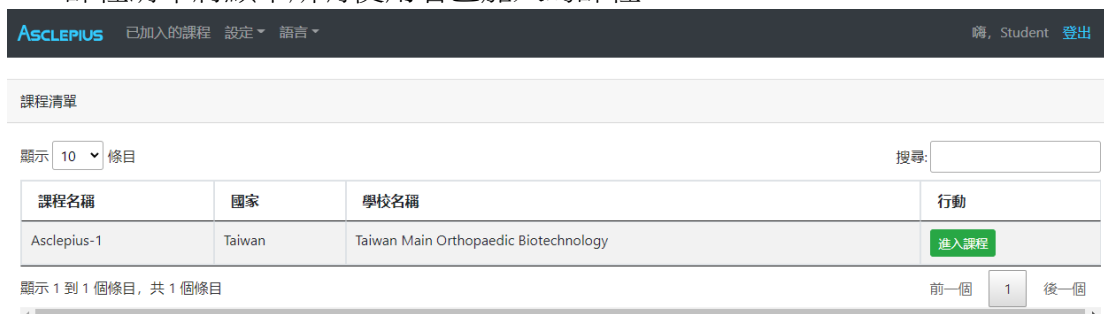 ASCLEPIUS 已加入的課程 設定 語言 嗨, Student 登出
課程清單
顯示 10 條目 搜尋:
課程名稱 國家 學校名稱 行動
Asclepius-1 Taiwan Taiwan Main Orthopaedic Biotechnology 進入課程
顯示 1 到 1 個條目, 共 1 個條目 前一個 1 後一個